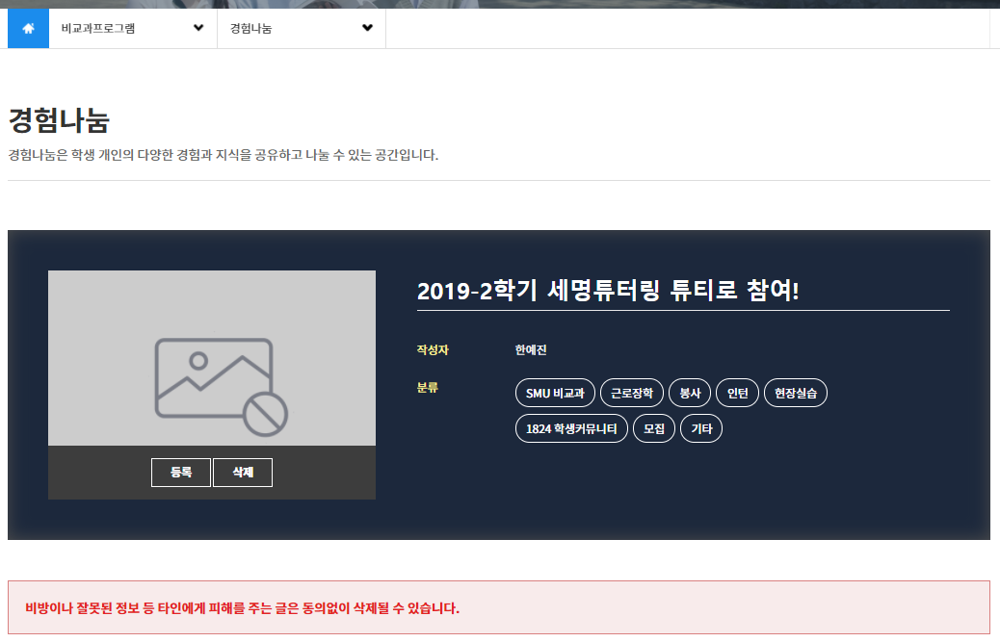 비교과프로그램 경험나눔
경험나눔
경험나눔은 학생 개인의 다양한 경험과 지식을 공유하고 나눌 수 있는 공간입니다.
2019-2학기 세명튜터링 튜티로 참여!
작성자 한예진
분류 SMU 비교과 근로장학 봉사 인턴 현장실습
1824 학생커뮤니티 모집 기타
등록 삭제
비방이나 잘못된 정보 등 타인에게 피해를 주는 글은 동의없이 삭제될 수 있습니다.